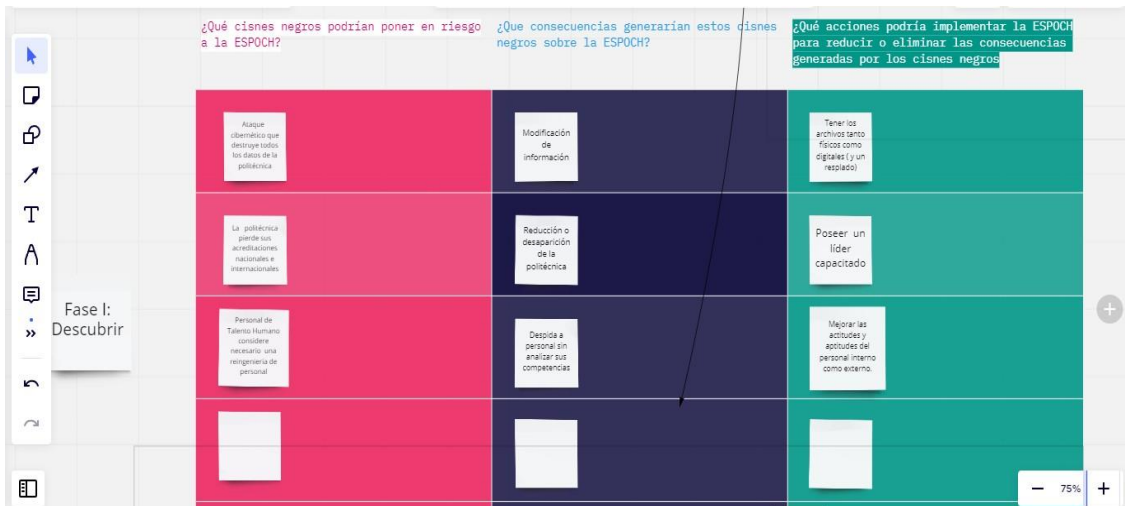 ¿Qué cisnes negros podrían poner en riesgo
a la ESPOCH?
¿Que consecuencias generarían estos cisnes
negros sobre la ESPOCH?
¿Qué acciones podría implementar la ESPOCH
para reducir o eliminar las consecuencias
generadas por los cisnes negros
Ataque
cibernético que
destruye todos
los datos de la
politécnica
Modificación
de
información
Tener los
archivos tanto
físicos como
digitales ( y un
resplado)
La politécnica
pierde sus
acreditaciones
nacionales e
internacionales
Reducción o
desaparición
de la
politécnica
Poseer un
líder
capacitado
Fase I:
Descubrir
Personal de
Talento Humano
considere
necesario una
reingeniería de
personal
Despida a
personal sin
analizar sus
competencias
Mejorar las
actitudes y
aptitudes del
personal interno
como externo.
75%